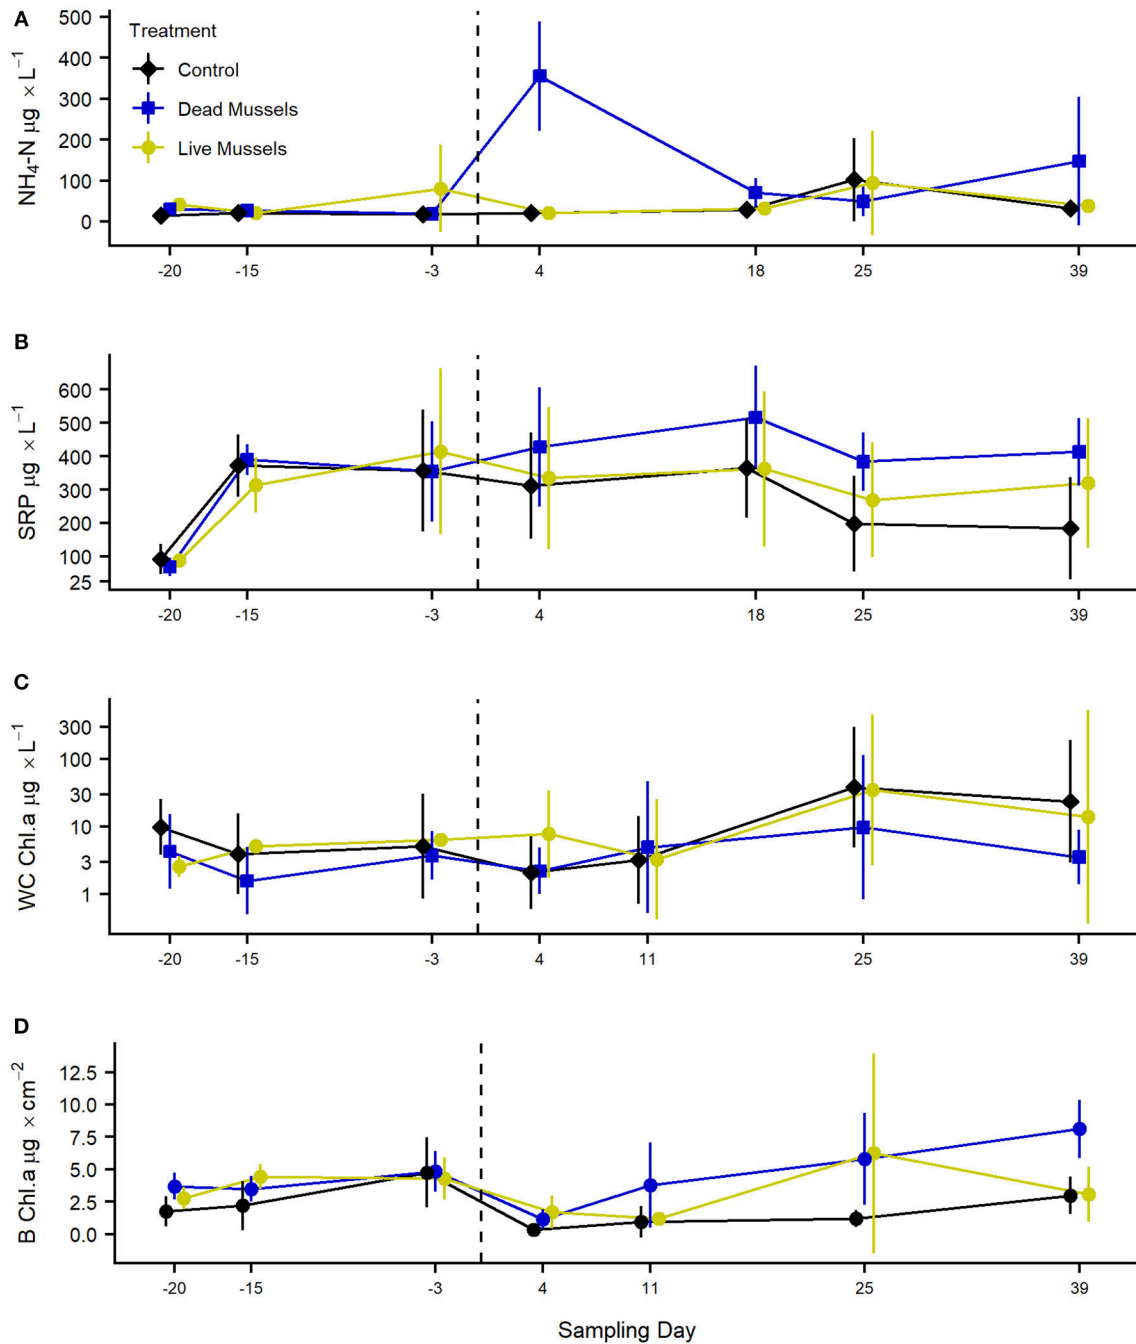 A
NH₄-N µg × L⁻¹
500
400
300
200
100
0
Treatment
Control
Dead Mussels
Live Mussels
-20 -15 -3 4 18 25 39
B
SRP µg × L⁻¹
600
500
400
300
200
100
25
-20 -15 -3 4 18 25 39
C
WC Chl.a µg × L⁻¹
300
100
30
10
3
1
-20 -15 -3 4 11 25 39
D
B Chl.a µg × cm⁻²
12.5
10.0
7.5
5.0
2.5
0.0
-20 -15 -3 4 11 25 39
Sampling Day